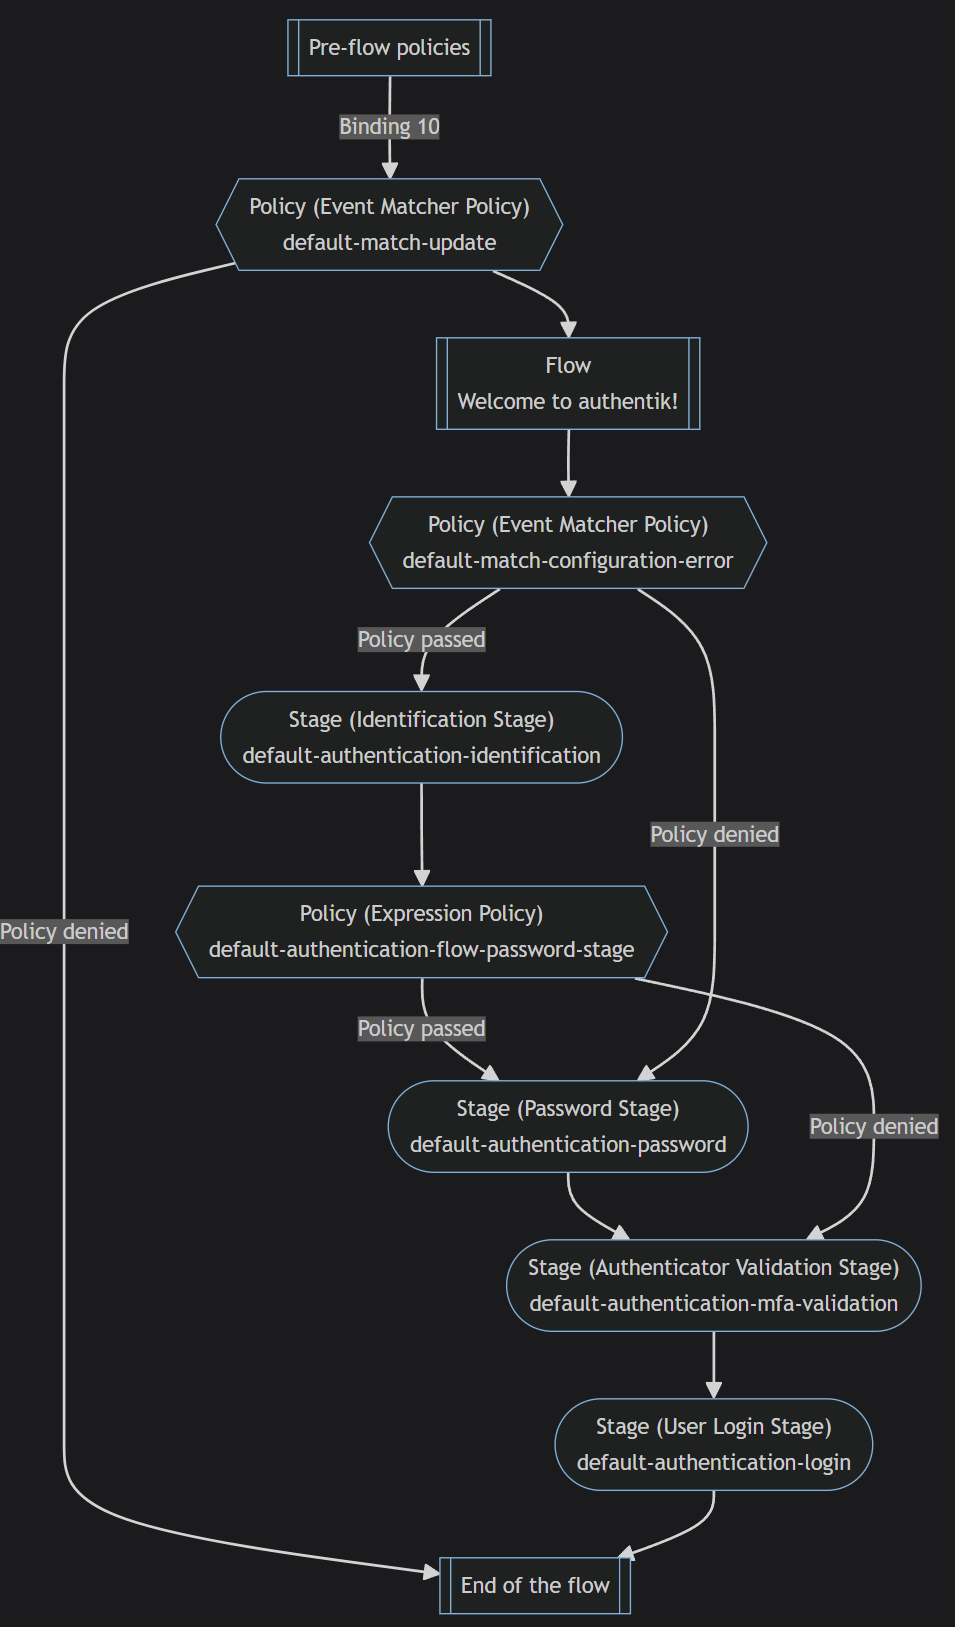 Pre-flow policies
Binding 10
Policy (Event Matcher Policy)
default-match-update
Flow
Welcome to authentik!
Policy (Event Matcher Policy)
default-match-configuration-error
Policy passed
Stage (Identification Stage)
default-authentication-identification
Policy denied
Policy (Expression Policy)
default-authentication-flow-password-stage
Policy denied
Policy passed
Stage (Password Stage)
default-authentication-password
Policy denied
Stage (Authenticator Validation Stage)
default-authentication-mfa-validation
Stage (User Login Stage)
default-authentication-login
End of the flow